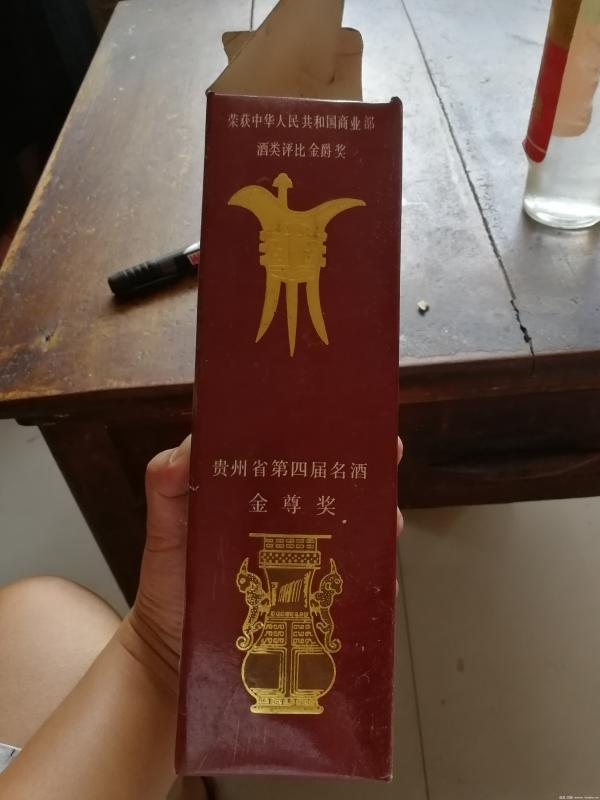 荣获中华人民共和国商业部
酒类评比金爵奖
贵州省第四届名酒
金尊奖